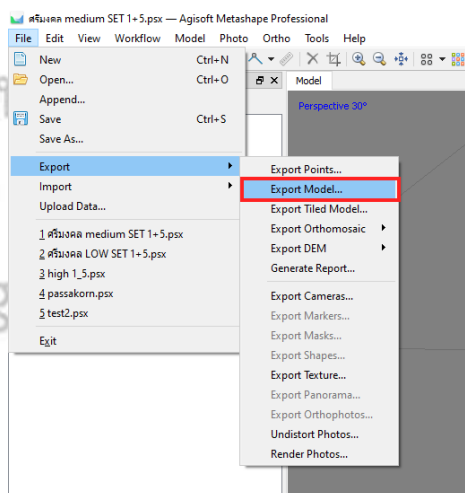 ศรีมงคล medium SET 1+5.psx — Agisoft Metashape Professional
File Edit View Workflow Model Photo Ortho Tools Help
New Ctrl+N
Open... Ctrl+O
Append...
Save Ctrl+S
Save As...
Export
Import
Upload Data...
1 ศรีมงคล medium SET 1+5.psx
2 ศรีมงคล LOW SET 1+5.psx
3 high 1_5.psx
4 passakorn.psx
5 test2.psx
Exit
Model
Perspective 30°
Export Points...
Export Model...
Export Tiled Model...
Export Orthomosaic
Export DEM
Generate Report...
Export Cameras...
Export Markers...
Export Masks...
Export Shapes...
Export Texture...
Export Panorama...
Export Orthophotos...
Undistort Photos...
Render Photos...